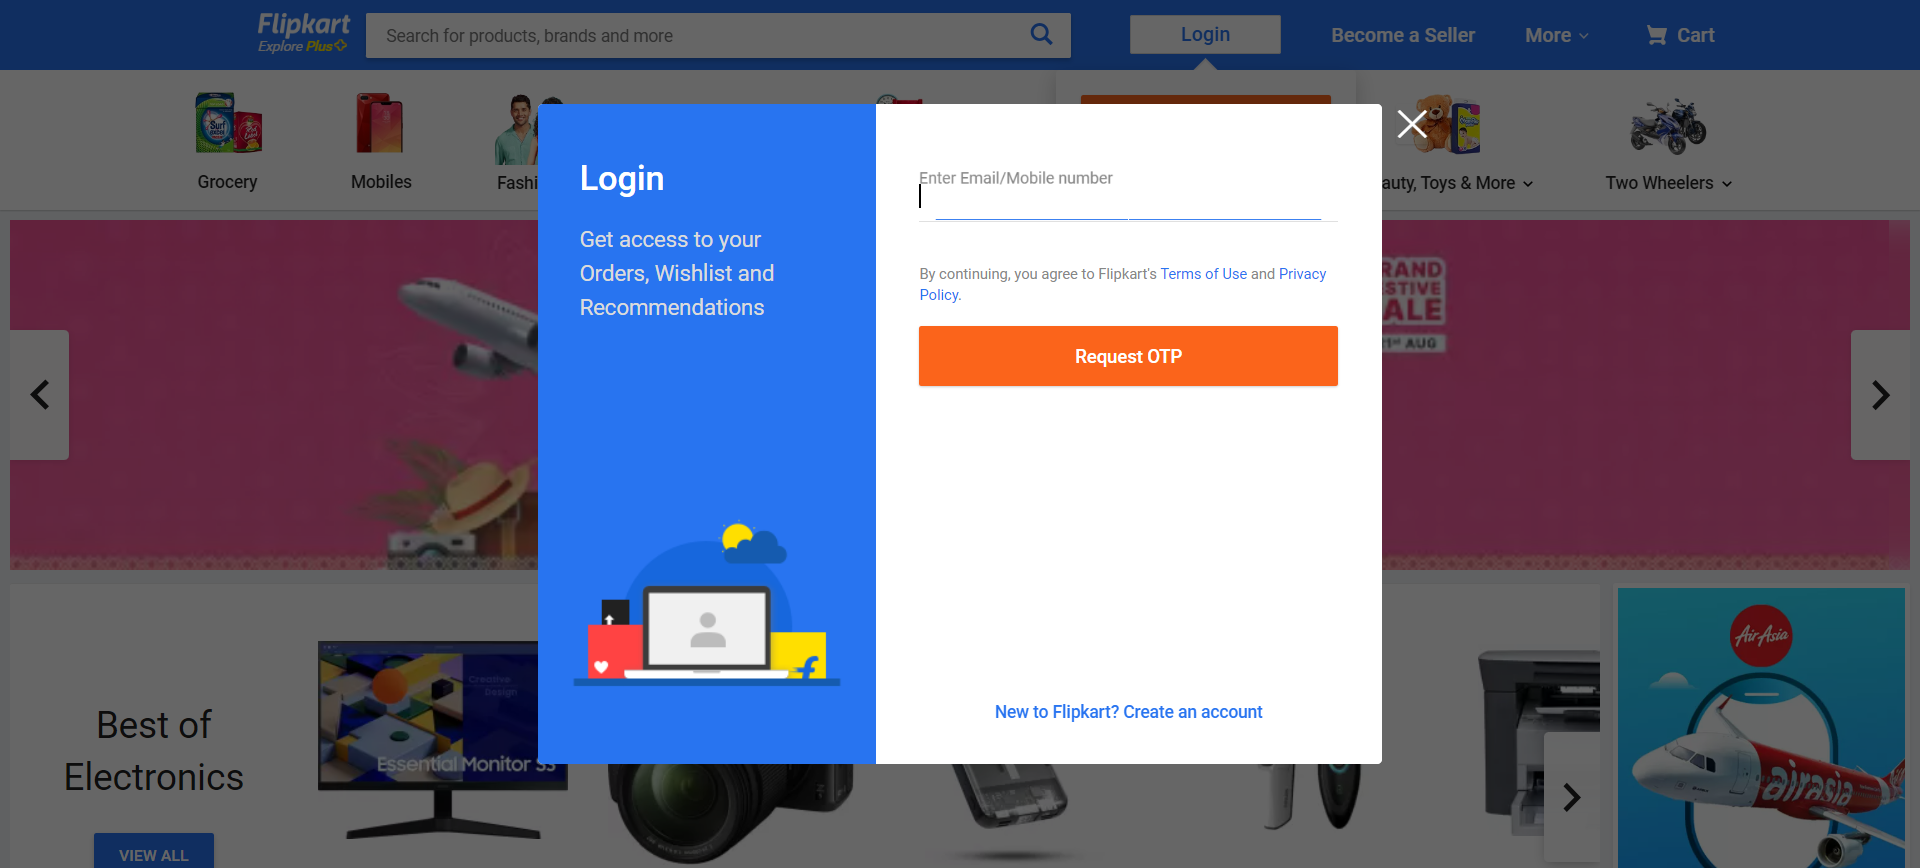 Flipkart
Explore Plus
Search for products, brands and more
Login
Become a Seller
More
Cart
Surf excel
Grocery
Mobiles
Fashi
auty, Toys & More
Two Wheelers
Login
Get access to your
Orders, Wishlist and
Recommendations
Enter Email/Mobile number
By continuing, you agree to Flipkart's Terms of Use and Privacy
Policy.
Request OTP
New to Flipkart? Create an account
RAND
STIVE
ALE
21st AUG
Best of
Electronics
VIEW ALL
Creative
Design
Essential Monitor S3
AirAsia
airasia